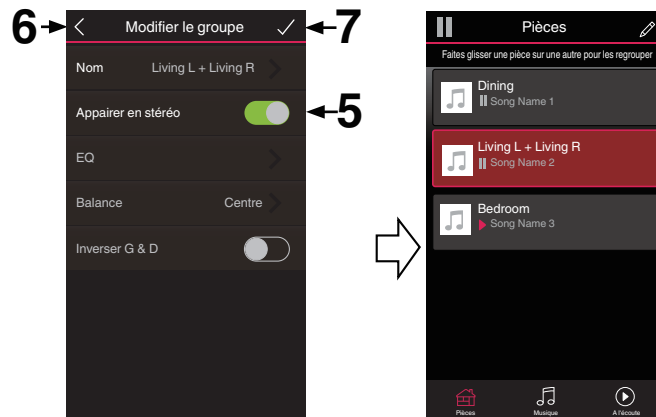 6
Modifier le groupe
7
Nom Living L + Living R
Appairer en stéréo
5
EQ
Balance Centre
Inverser G & D
Pièces
Faites glisser une pièce sur une autre pour les regrouper
Dining
Song Name 1
Living L + Living R
Song Name 2
Bedroom
Song Name 3
Pièces Musique A l'écoute